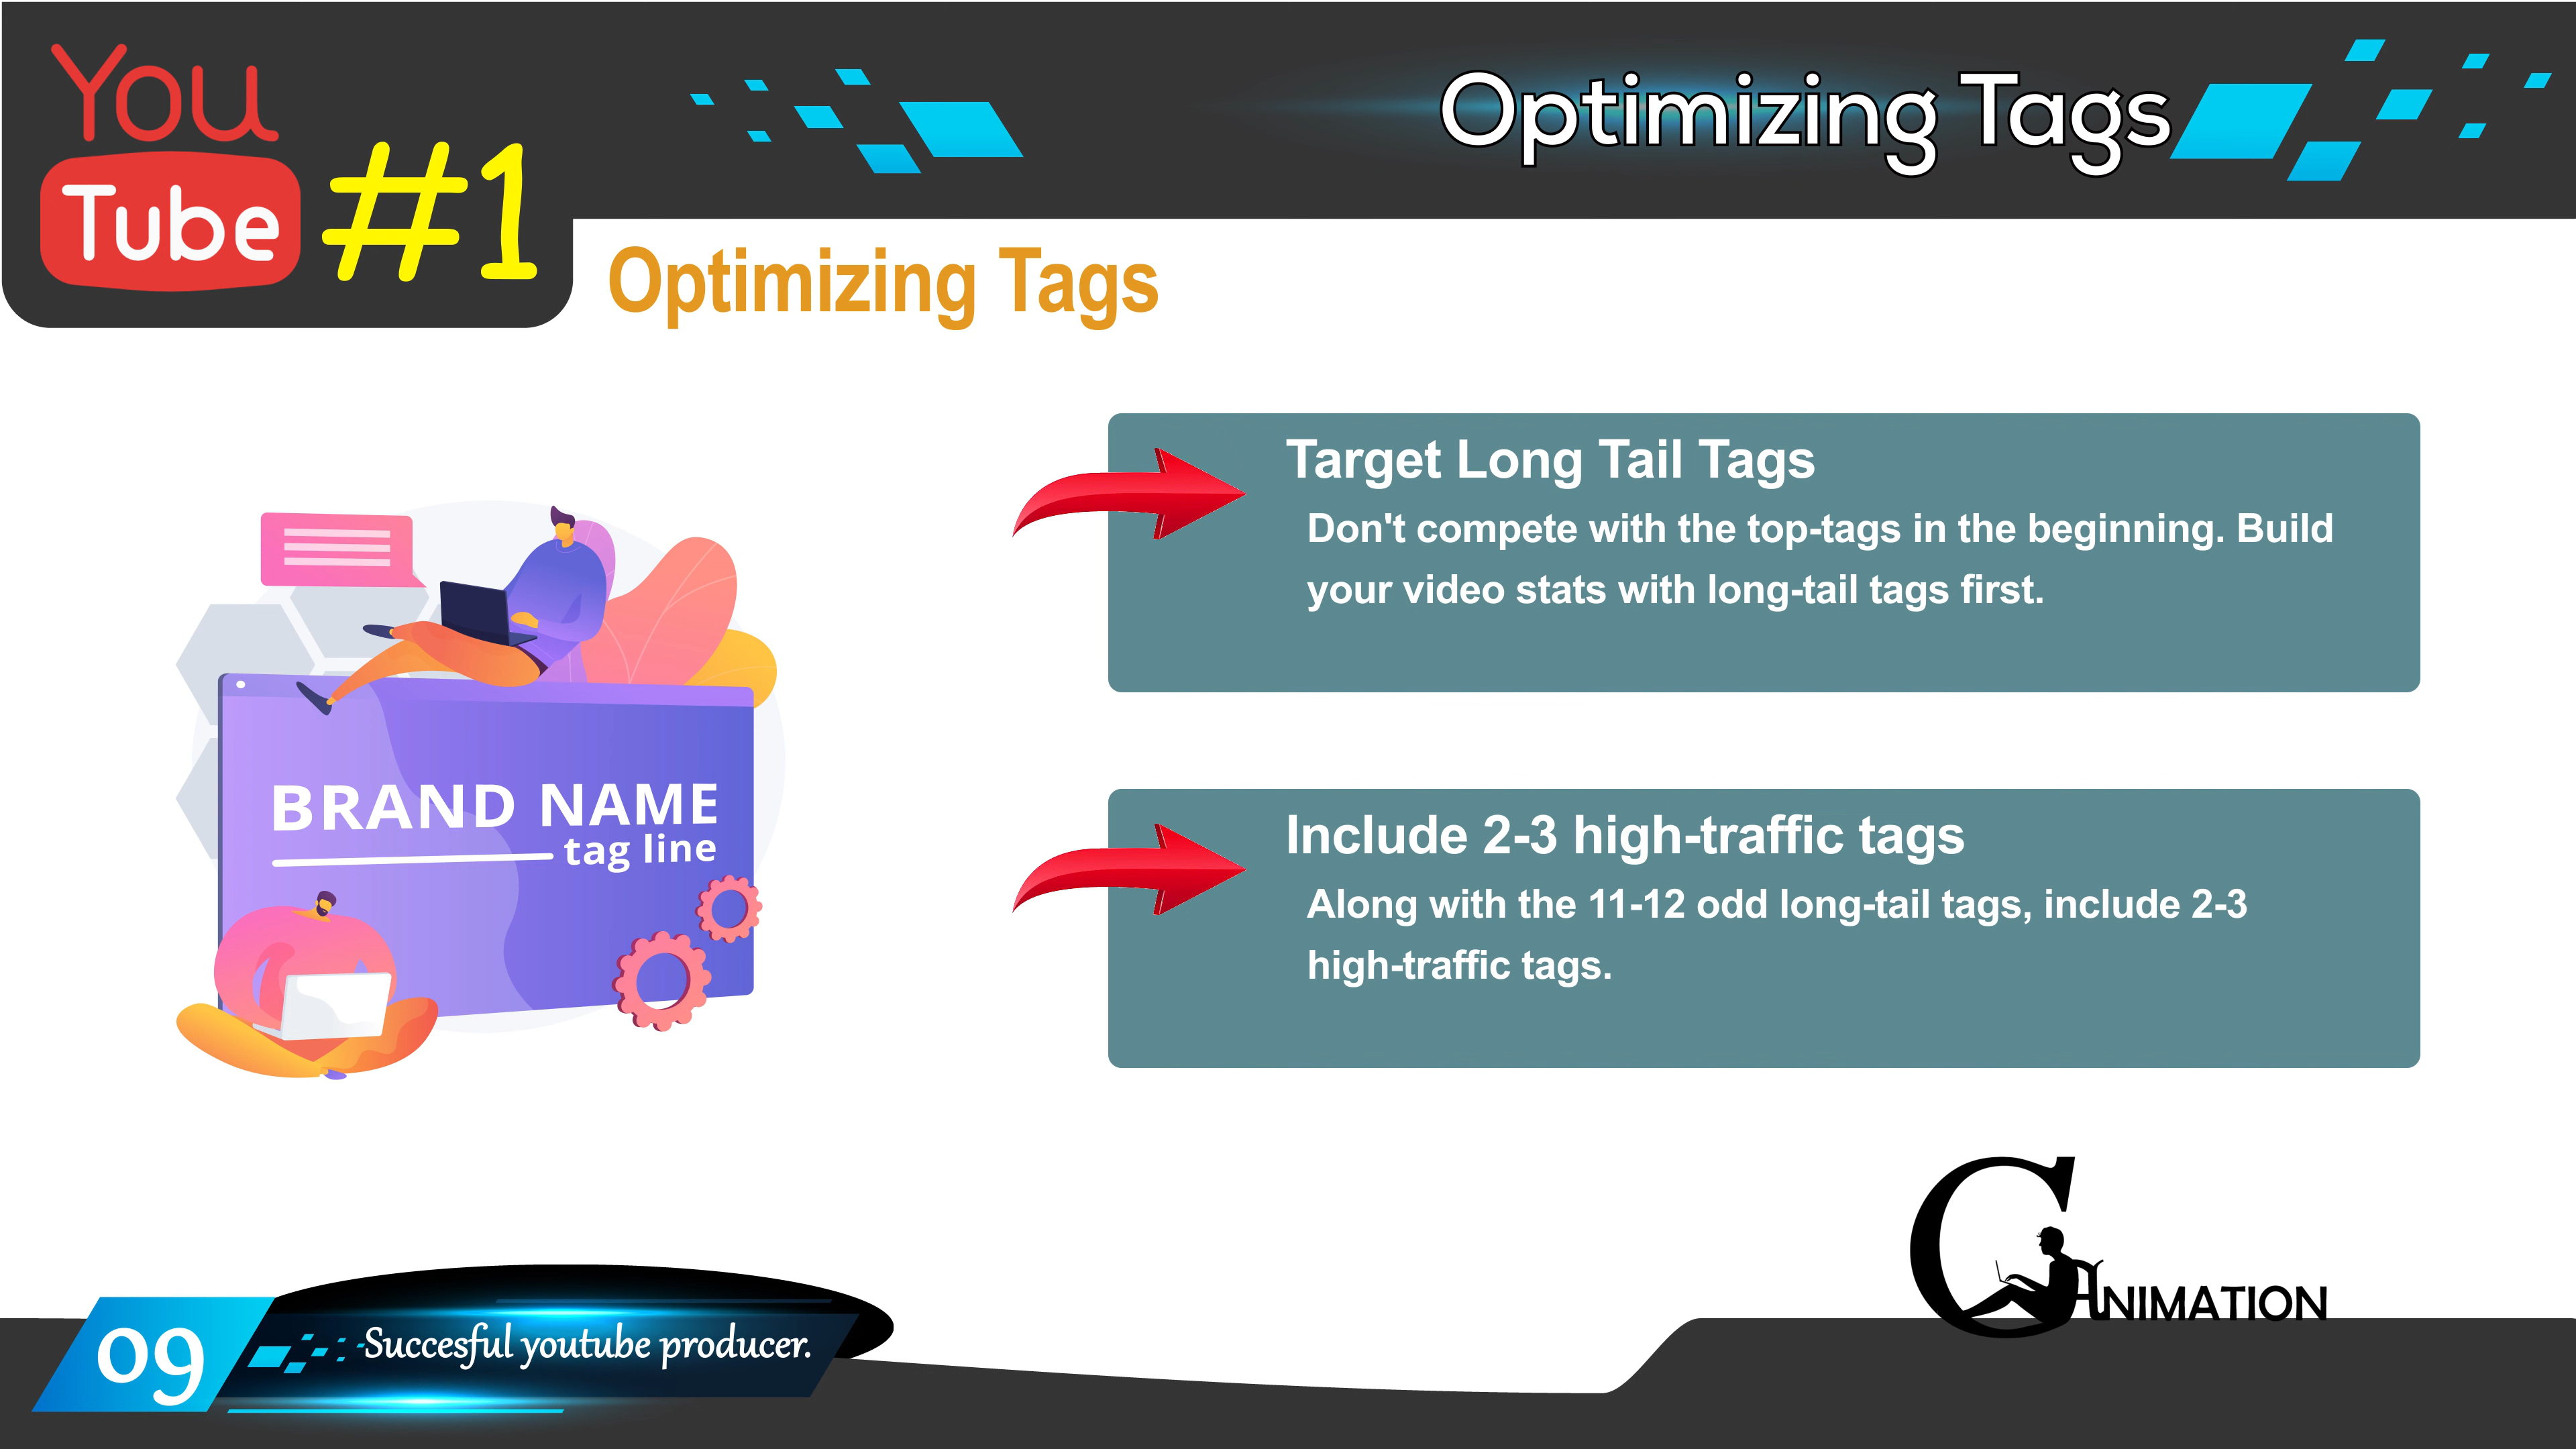 You
Tube
#1
Optimizing Tags
Optimizing Tags
Target Long Tail Tags
Don't compete with the top-tags in the beginning. Build
your video stats with long-tail tags first.
BRAND NAME
tag line
Include 2-3 high-traffic tags
Along with the 11-12 odd long-tail tags, include 2-3
high-traffic tags.
C ANIMATION
09
Succesful youtube producer.